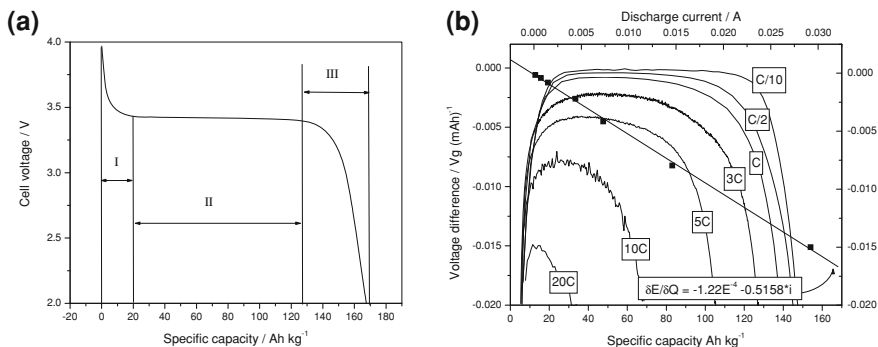 (a)
4.0
3.5
3.0
2.5
2.0
Cell voltage / V
I
II
III
-20 0 20 40 60 80 100 120 140 160 180
Specific capacity / Ah kg-1
(b)
Discharge current / A
0.000 0.005 0.010 0.015 0.020 0.025 0.030
0.000
-0.005
-0.010
-0.015
-0.020
Voltage difference / Vg (mAh)-1
C/10
C/2
C
3C
5C
10C
20C
δE/δQ = -1.22E-4 -0.5158*i
0.000
-0.005
-0.010
-0.015
-0.020
0 20 40 60 80 100 120 140 160
Specific capacity Ah kg-1